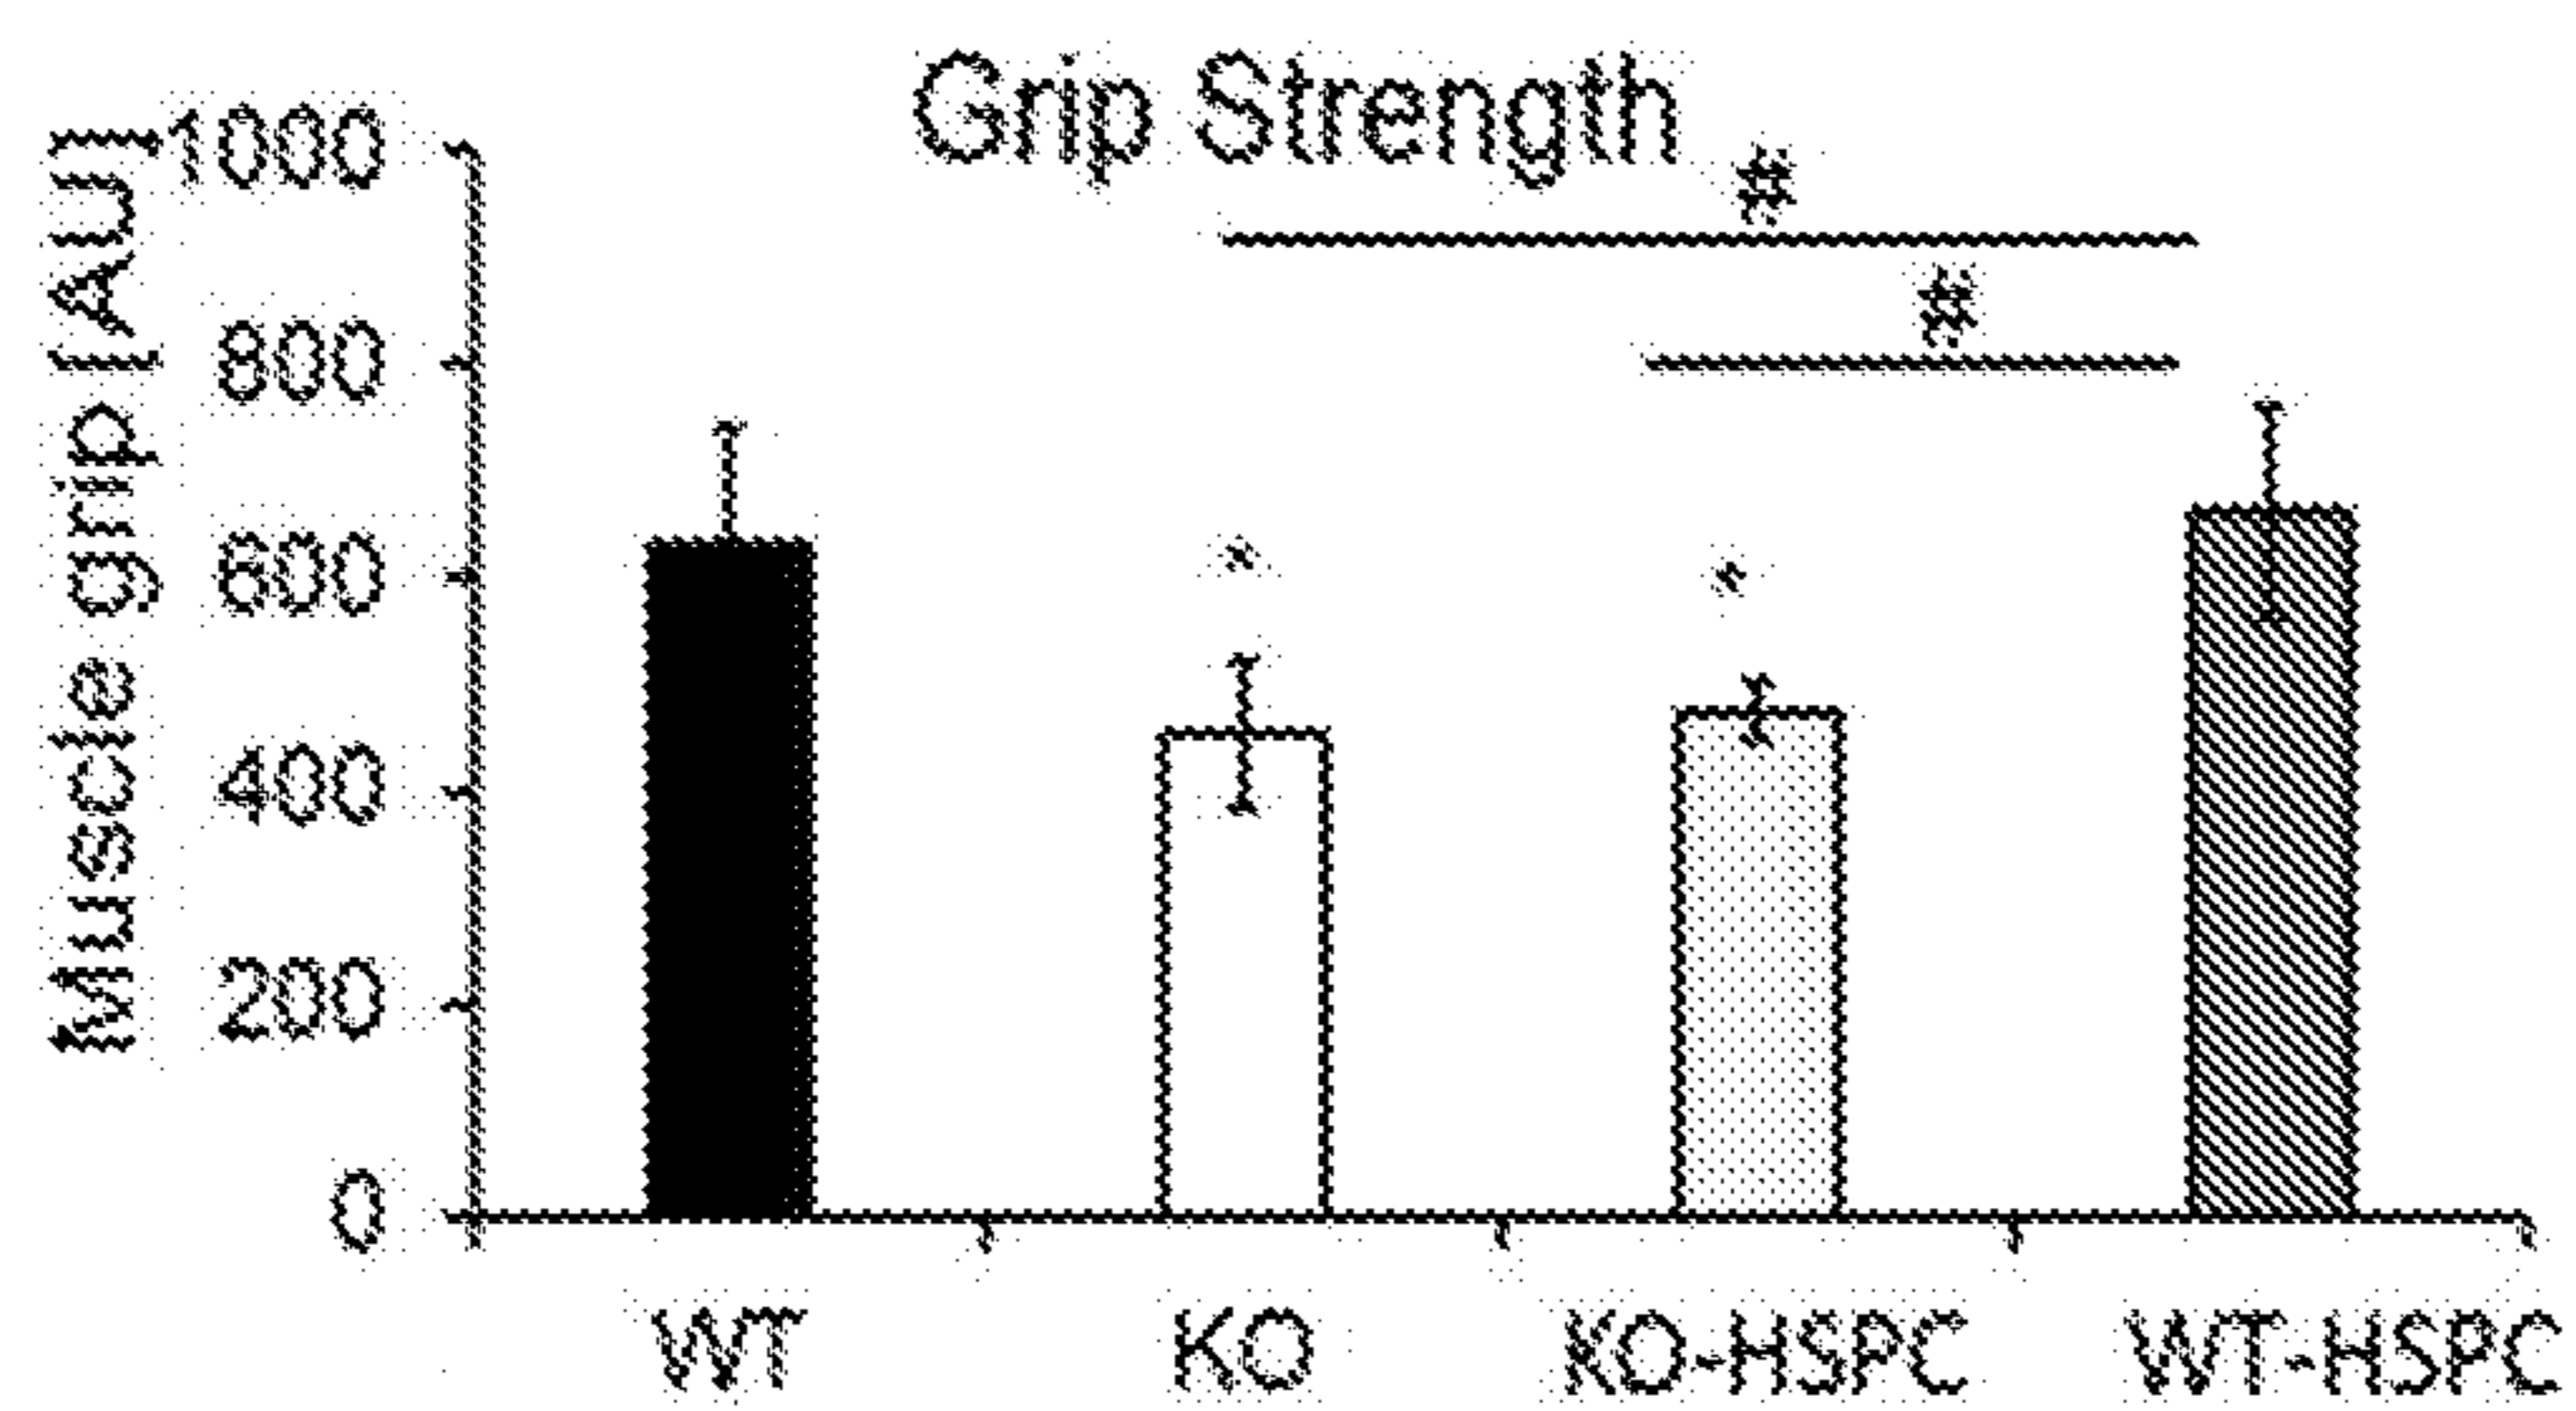 Grip Strength
Muscle grip [AU]
1000
800
600
400
200
0
#
#
*
*
WT
KO
KO-HSPC
WT-HSPC